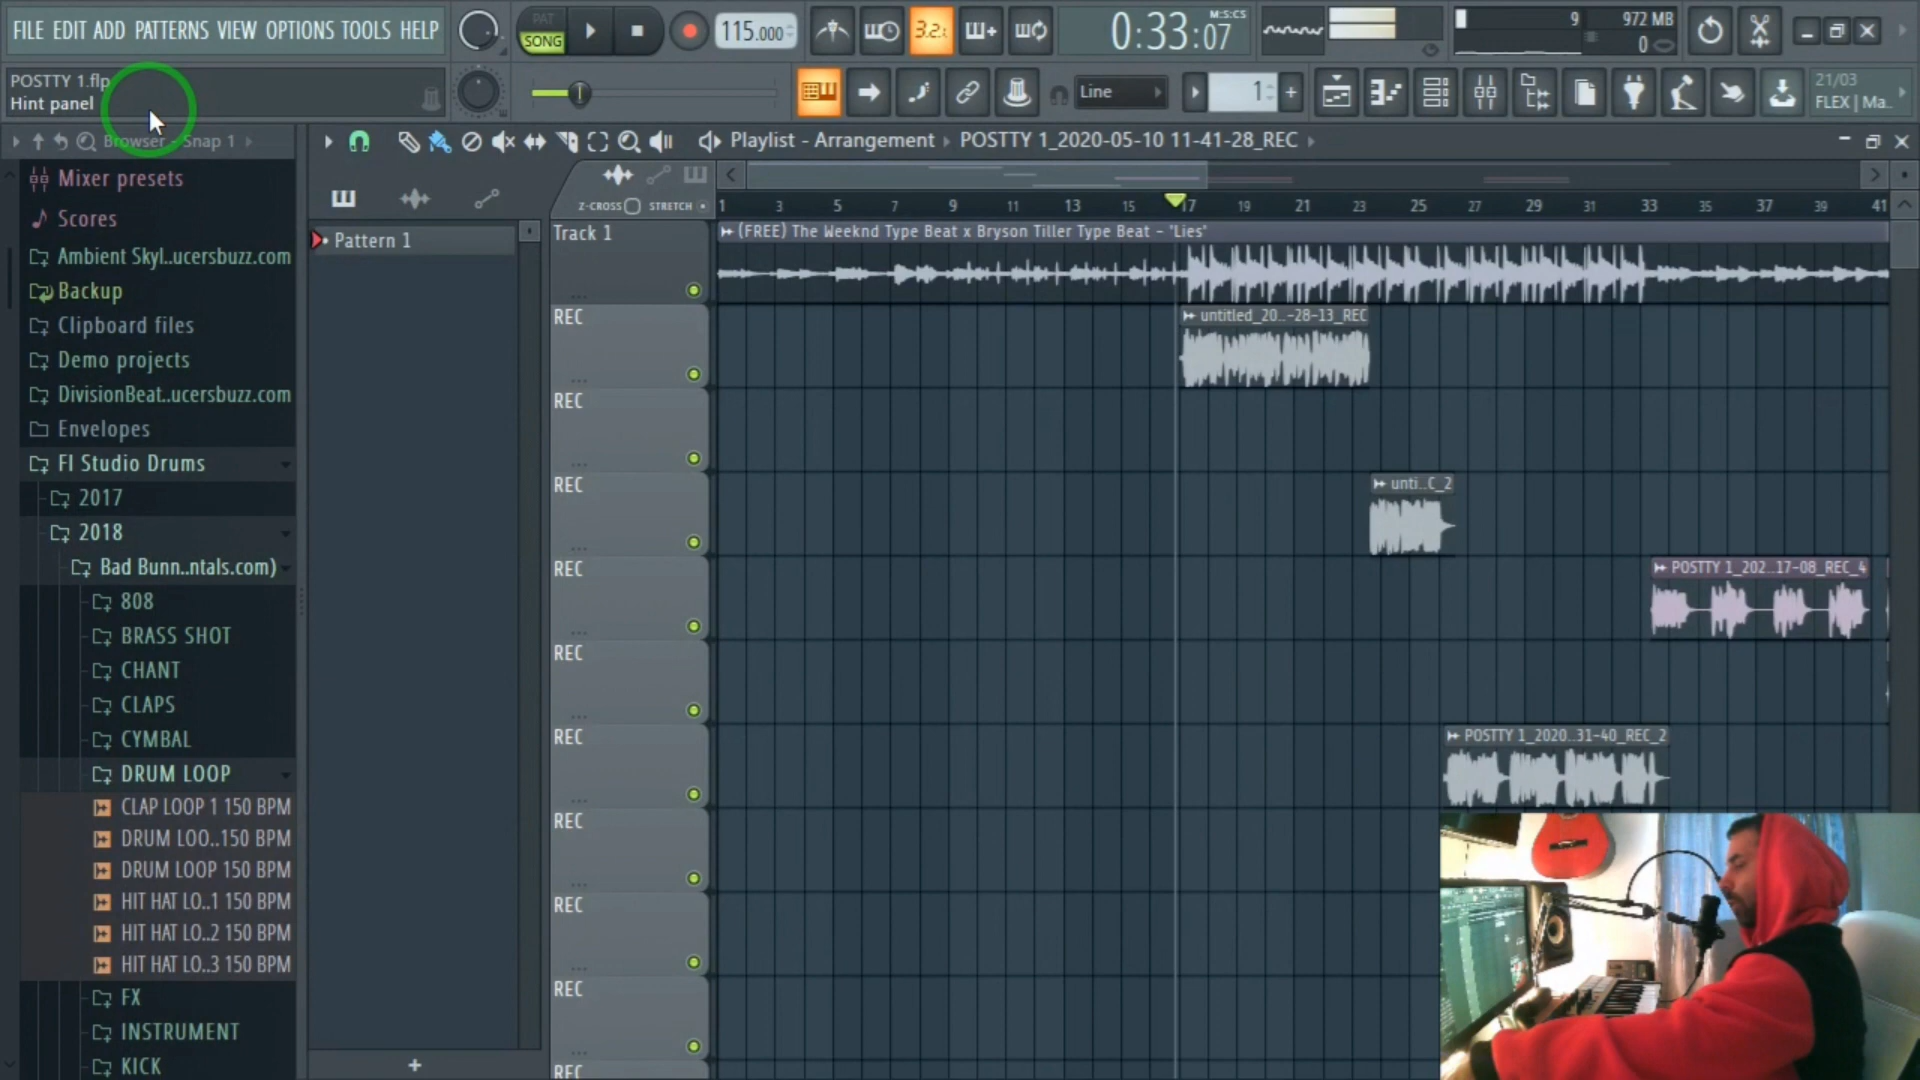 FILE EDIT ADD PATTERNS VIEW OPTIONS TOOLS HELP
PAT
SONG
115.000
3.2.1
0:33:07
M:S:CS
9
972 MB
0
POSTTY 1.flp
Hint panel
Line
1
21/03
FLEX | Ma..
Browser - Snap 1
Playlist - Arrangement
POSTTY 1_2020-05-10 11-41-28_REC
Mixer presets
Scores
Ambient Skyl..ucersbuzz.com
Backup
Clipboard files
Demo projects
DivisionBeat..ucersbuzz.com
Envelopes
Fl Studio Drums
2017
2018
Bad Bunn..ntals.com)
808
BRASS SHOT
CHANT
CLAPS
CYMBAL
DRUM LOOP
CLAP LOOP 1 150 BPM
DRUM LOO..150 BPM
DRUM LOOP 150 BPM
HIT HAT LO..1 150 BPM
HIT HAT LO..2 150 BPM
HIT HAT LO..3 150 BPM
FX
INSTRUMENT
KICK
Pattern 1
Z-CROSS
STRETCH
1 3 5 7 9 11 13 15 17 19 21 23 25 27 29 31 33 35 37 39 41
Track 1
(FREE) The Weeknd Type Beat x Bryson Tiller Type Beat - "Lies"
REC
untitled_20..-28-13_REC
REC
REC
unti..C_2
REC
POSTTY 1_202..17-08_REC_4
REC
REC
POSTTY 1_2020..31-40_REC_2
REC
REC
REC
REC